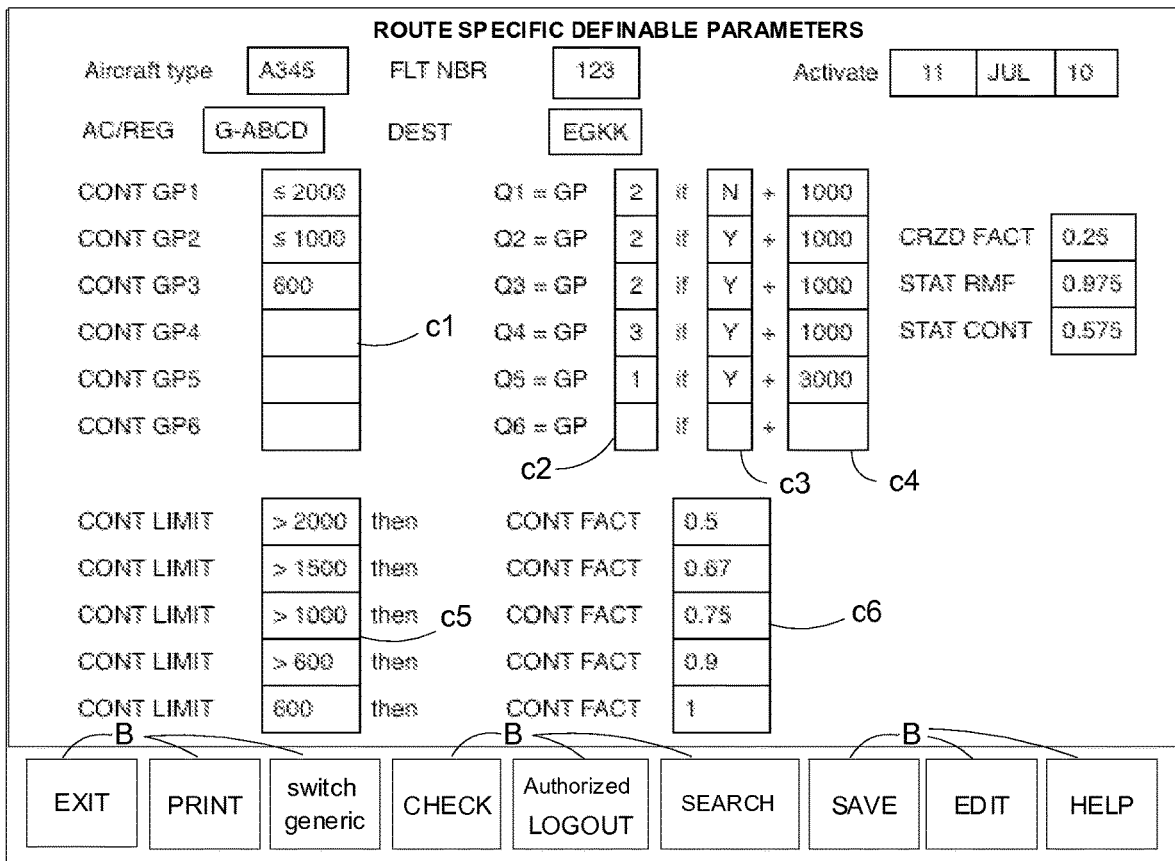 ROUTE SPECIFIC DEFINABLE PARAMETERS
Aircraft type A345 FLT NBR 123 Activate 11 JUL 10
AC/REG G-ABCD DEST EGKK
CONT GP1 ≤ 2000 Q1 = GP 2 if N + 1000
CONT GP2 ≤ 1000 Q2 = GP 2 if Y + 1000 CRZD FACT 0.25
CONT GP3 600 Q3 = GP 2 if Y + 1000 STAT RMF 0.975
CONT GP4 c1 Q4 = GP 3 if Y + 1000 STAT CONT 0.575
CONT GP5 Q5 = GP 1 if Y + 3000
CONT GP6 Q6 = GP if +
c2 c3 c4
CONT LIMIT > 2000 then CONT FACT 0.5
CONT LIMIT > 1500 then CONT FACT 0.67
CONT LIMIT > 1000 then c5 CONT FACT 0.75 c6
CONT LIMIT > 600 then CONT FACT 0.9
CONT LIMIT 600 then CONT FACT 1
B B B
EXIT PRINT switch generic CHECK Authorized LOGOUT SEARCH SAVE EDIT HELP